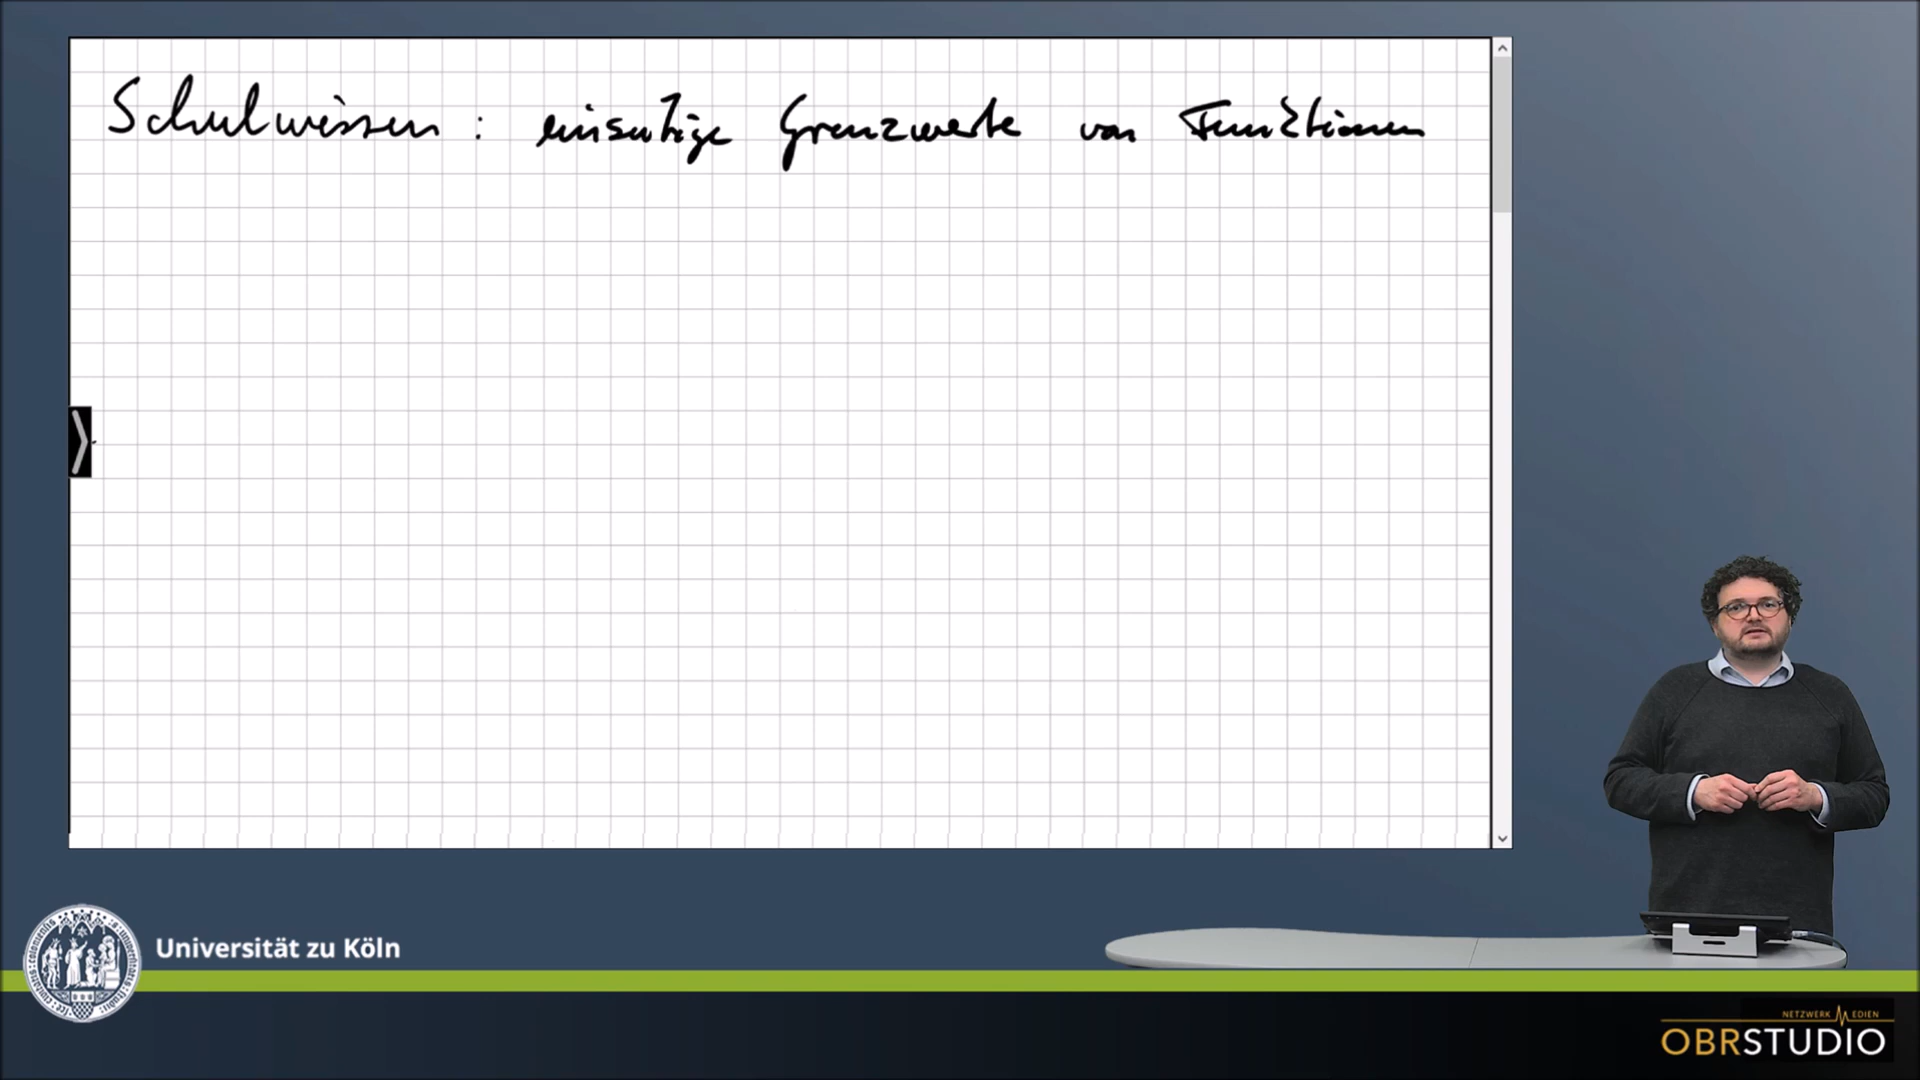 Schulwissen : einseitige Grenzwerte von Funktionen
Universität zu Köln
NETZWERK MEDIEN
OBRSTUDIO